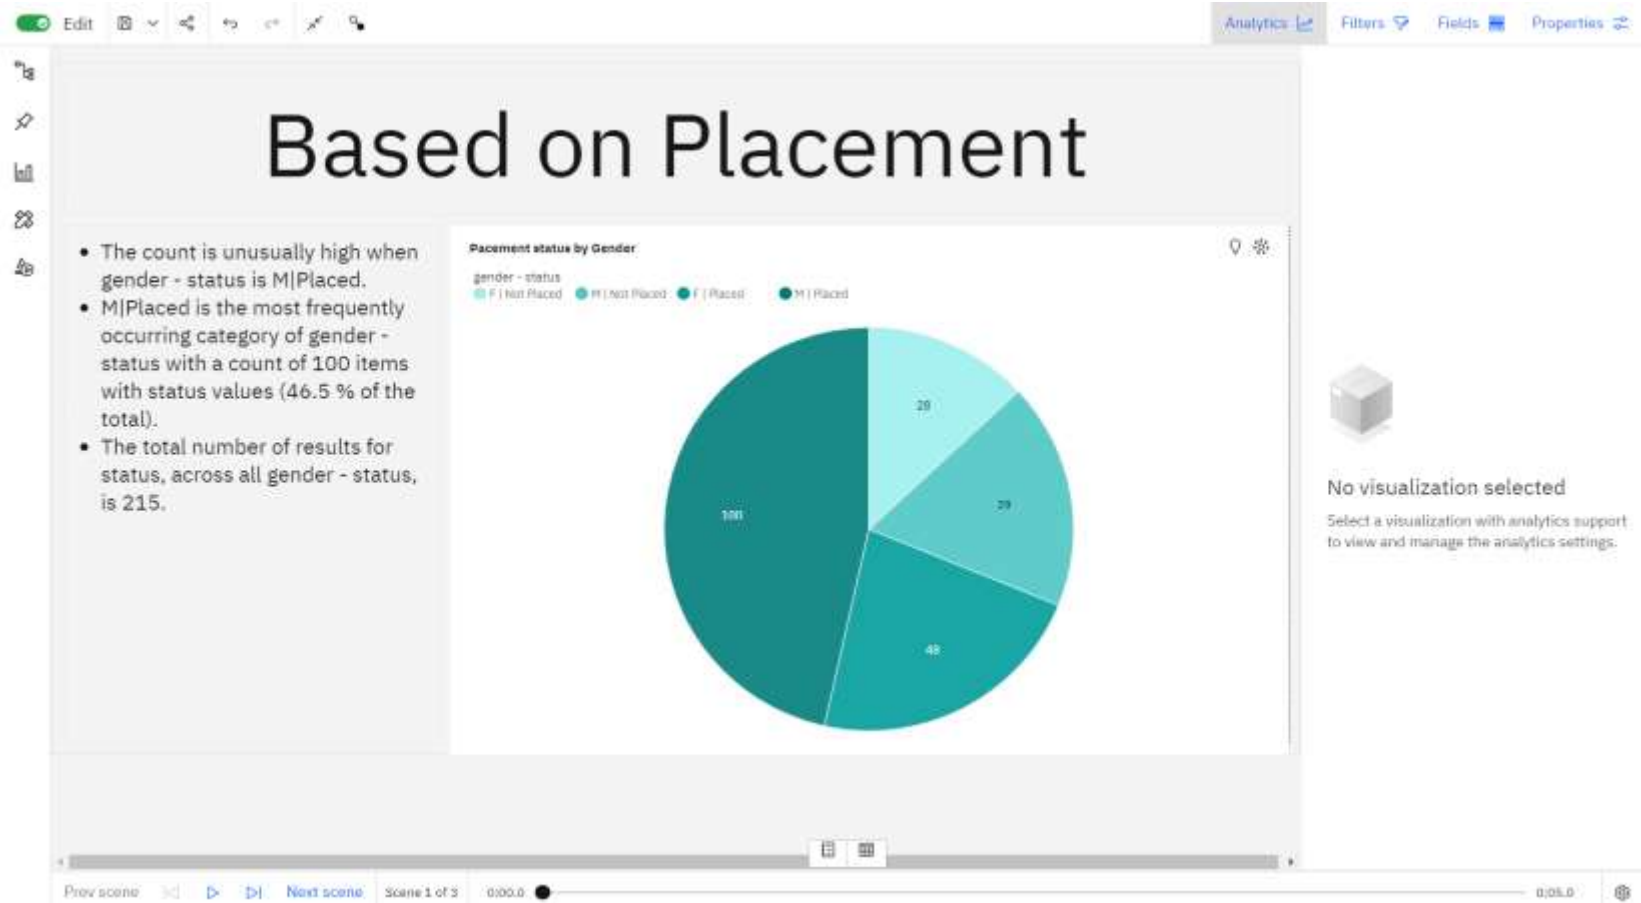 Edit
Analytics
Filters
Fields
Properties
Based on Placement
The count is unusually high when
gender - status is M|Placed.
M|Placed is the most frequently
occurring category of gender -
status with a count of 100 items
with status values (46.5 % of the
total).
The total number of results for
status, across all gender - status,
is 215.
Pacement status by Gender
gender - status
F | Not Placed M | Not Placed F | Placed M | Placed
28
39
48
100
No visualization selected
Select a visualization with analytics support
to view and manage the analytics settings.
Prev scene
Next scene
Scene 1 of 3
0:00.0
0:05.0